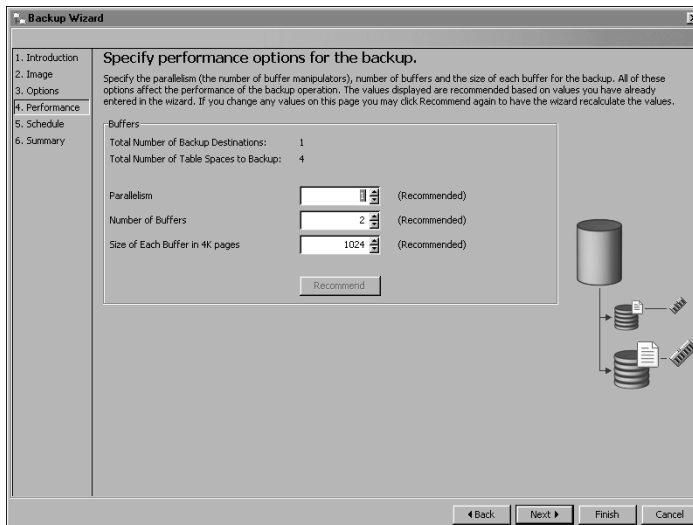 Backup Wizard
1. Introduction
2. Image
3. Options
4. Performance
5. Schedule
6. Summary
Specify performance options for the backup.
Specify the parallelism (the number of buffer manipulators), number of buffers and the size of each buffer for the backup. All of these
options affect the performance of the backup operation. The values displayed are recommended based on values you have already
entered in the wizard. If you change any values on this page you may click Recommend again to have the wizard recalculate the values.
Buffers
Total Number of Backup Destinations: 1
Total Number of Table Spaces to Backup: 4
Parallelism 1 (Recommended)
Number of Buffers 2 (Recommended)
Size of Each Buffer in 4K pages 1024 (Recommended)
Recommend
Back Next Finish Cancel